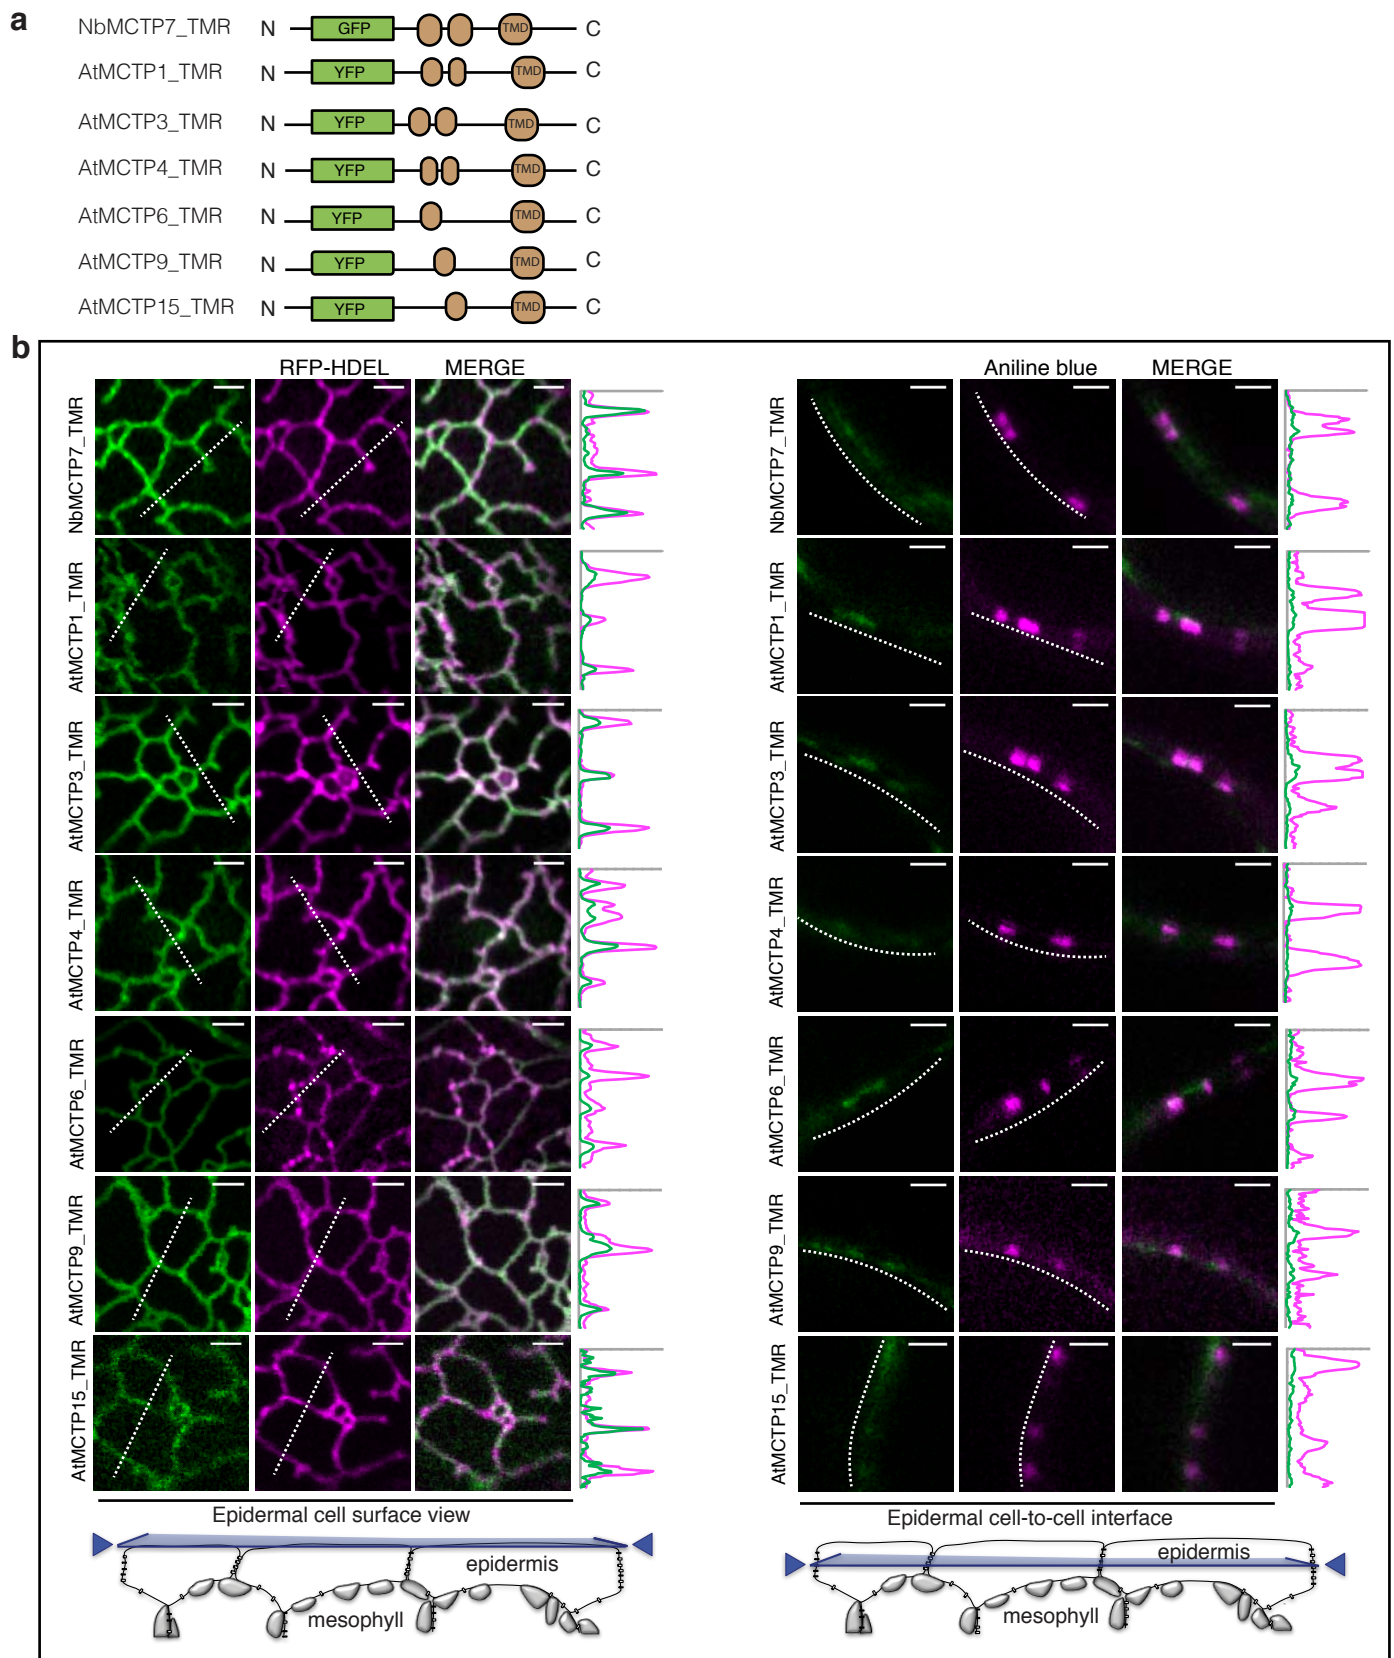 a
NbMCTP7_TMR N GFP TMD C
AtMCTP1_TMR N YFP TMD C
AtMCTP3_TMR N YFP TMD C
AtMCTP4_TMR N YFP TMD C
AtMCTP6_TMR N YFP TMD C
AtMCTP9_TMR N YFP TMD C
AtMCTP15_TMR N YFP TMD C
b
RFP-HDEL MERGE
NbMCTP7_TMR
AtMCTP1_TMR
AtMCTP3_TMR
AtMCTP4_TMR
AtMCTP6_TMR
AtMCTP9_TMR
AtMCTP15_TMR
Epidermal cell surface view
epidermis
mesophyll
Aniline blue MERGE
NbMCTP7_TMR
AtMCTP1_TMR
AtMCTP3_TMR
AtMCTP4_TMR
AtMCTP6_TMR
AtMCTP9_TMR
AtMCTP15_TMR
Epidermal cell-to-cell interface
epidermis
mesophyll